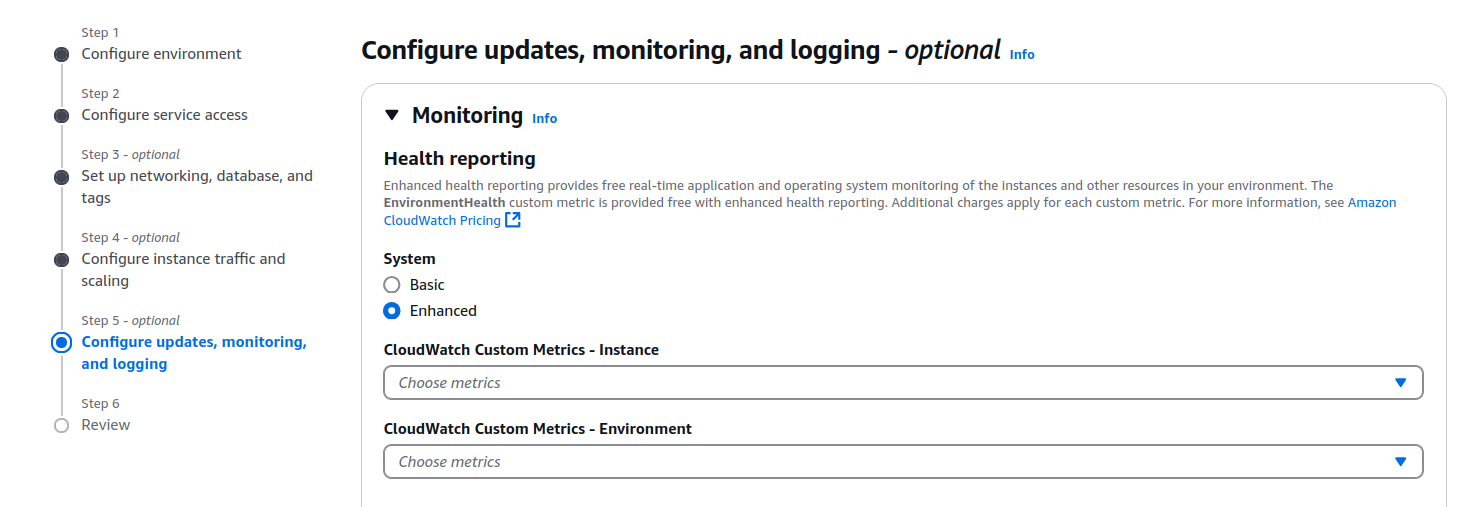 Step 1
Configure environment
Step 2
Configure service access
Step 3 - optional
Set up networking, database, and
tags
Step 4 - optional
Configure instance traffic and
scaling
Step 5 - optional
Configure updates, monitoring,
and logging
Step 6
Review
Configure updates, monitoring, and logging - optional Info
Monitoring Info
Health reporting
Enhanced health reporting provides free real-time application and operating system monitoring of the instances and other resources in your environment. The
EnvironmentHealth custom metric is provided free with enhanced health reporting. Additional charges apply for each custom metric. For more information, see Amazon
CloudWatch Pricing
System
Basic
Enhanced
CloudWatch Custom Metrics - Instance
Choose metrics
CloudWatch Custom Metrics - Environment
Choose metrics